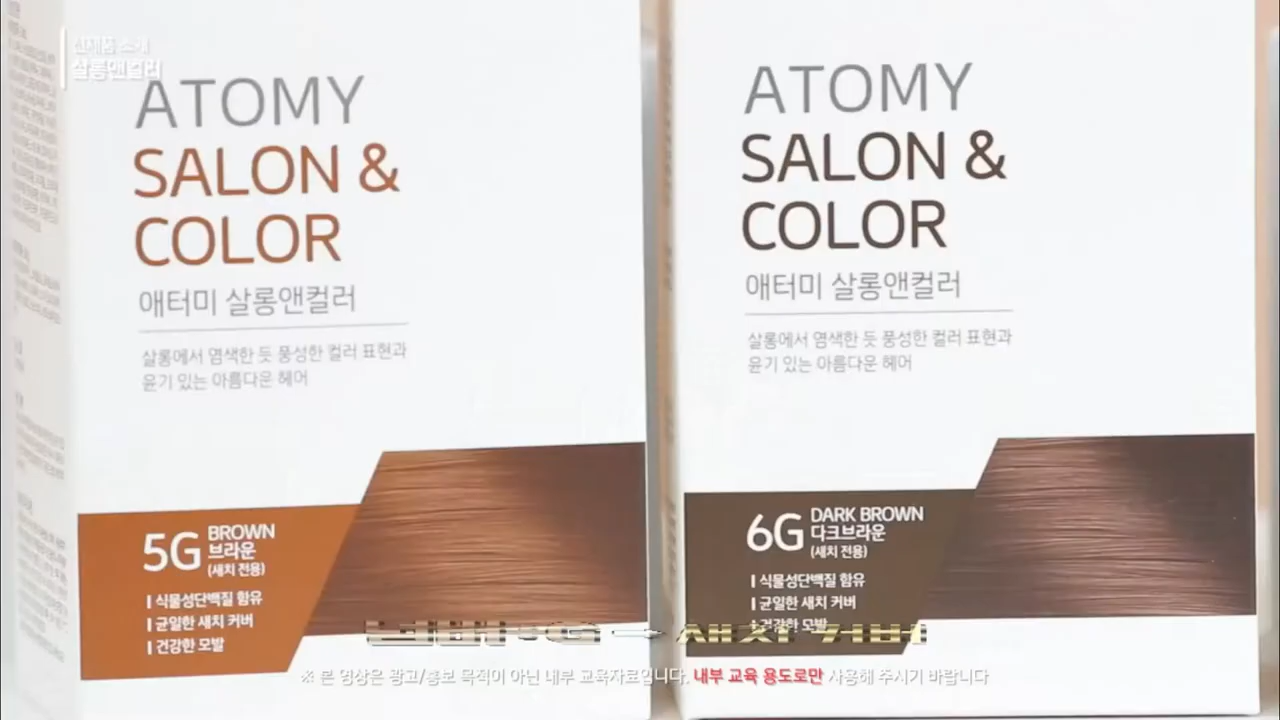 신제품 소개
살롱앤컬러
ATOMY
SALON &
COLOR
애터미 살롱앤컬러
살롱에서 염색한 듯 풍성한 컬러 표현과
윤기 있는 아름다운 헤어
5G BROWN
브라운
(새치 전용)
식물성단백질 함유
균일한 새치 커버
건강한 모발
ATOMY
SALON &
COLOR
애터미 살롱앤컬러
살롱에서 염색한 듯 풍성한 컬러 표현과
윤기 있는 아름다운 헤어
6G DARK BROWN
다크브라운
(새치 전용)
식물성단백질 함유
균일한 새치 커버
건강한 모발
새치 커버
※ 본 영상은 광고/홍보 목적이 아닌 내부 교육자료입니다. 내부 교육 용도로만 사용해 주시기 바랍니다